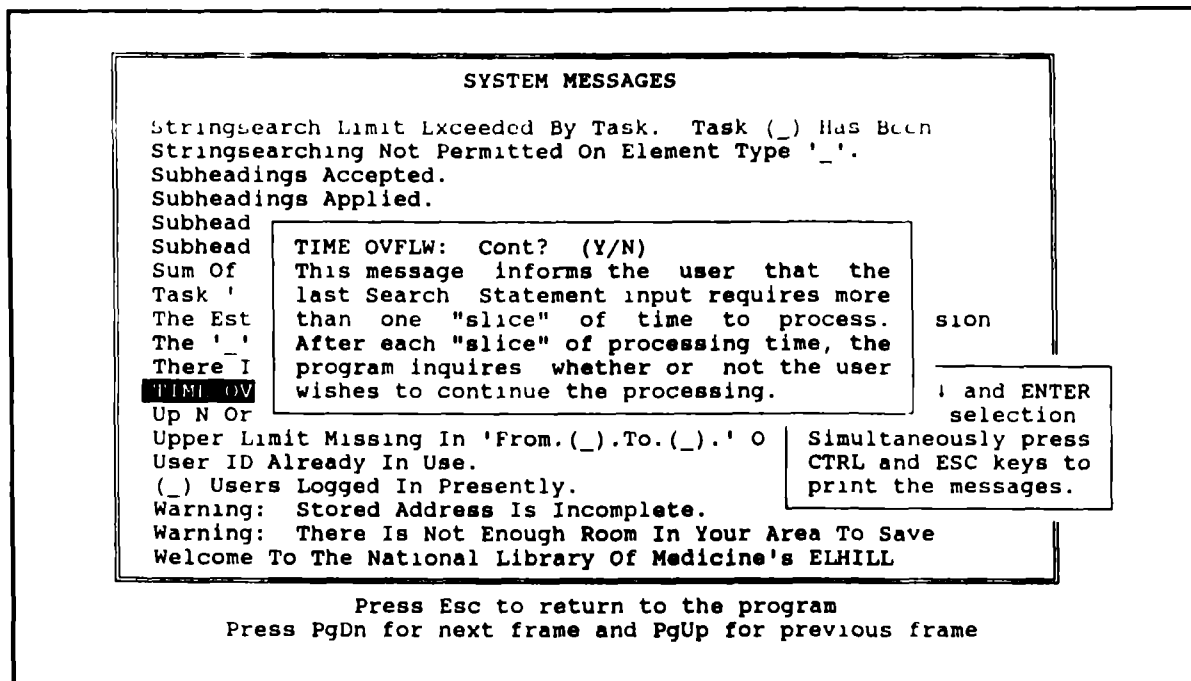 SYSTEM MESSAGES
Stringsearch Limit Exceeded By Task. Task (_) Has Been
Stringsearching Not Permitted On Element Type '_'.
Subheadings Accepted.
Subheadings Applied.
Subhead
Subhead
Sum Of
Task '
The Est sion
The '_'
There I
TIME OV
Up N Or
TIME OVFLW: Cont? (Y/N)
This message informs the user that the
last Search Statement input requires more
than one "slice" of time to process.
After each "slice" of processing time, the
program inquires whether or not the user
wishes to continue the processing.
Upper Limit Missing In 'From.(_).To.(_).' O
User ID Already In Use.
(_) Users Logged In Presently.
Warning: Stored Address Is Incomplete.
Warning: There Is Not Enough Room In Your Area To Save
Welcome To The National Library Of Medicine's ELHILL
↓ and ENTER
selection
Simultaneously press
CTRL and ESC keys to
print the messages.
Press Esc to return to the program
Press PgDn for next frame and PgUp for previous frame